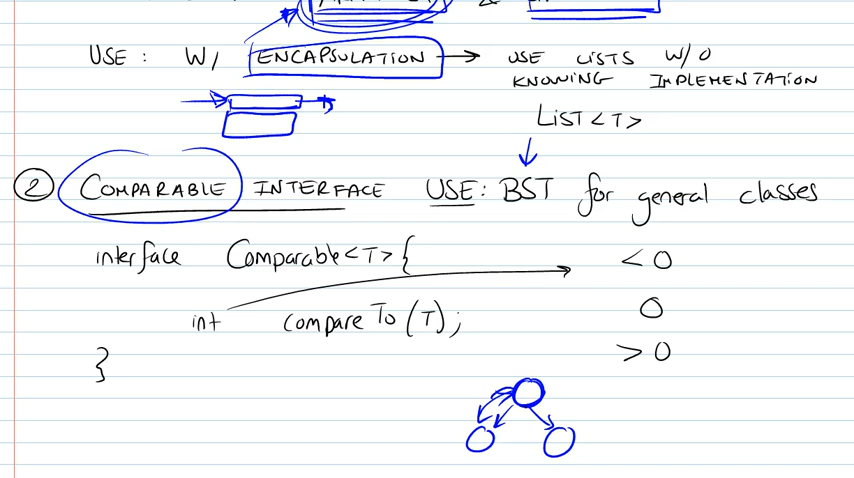 &
USE : W/ ENCAPSULATION → USE LISTS W/O
KNOWING IMPLEMENTATION
LIST<T>
2 COMPARABLE INTERFACE USE: BST for general classes
interface Comparable<T> {
< 0
int compareTo (T) ;
0
}
> 0